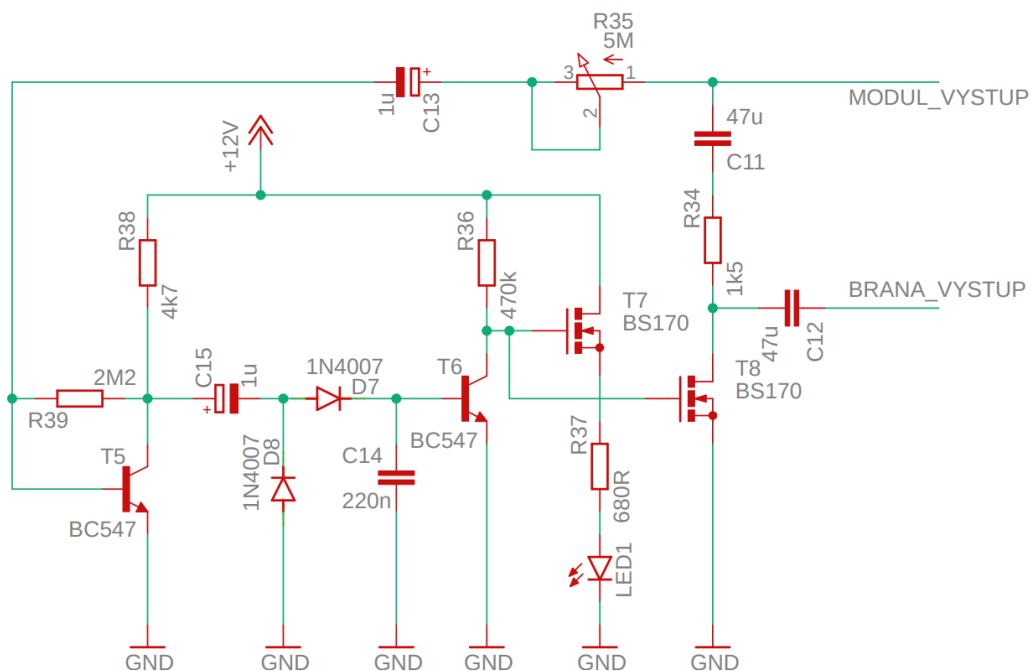 R35
5M
3
1
2
1u
+
C13
MODUL_VYSTUP
47u
C11
+12V
R38
4k7
R36
470k
R34
1k5
T7
BS170
BRANA_VYSTUP
47u
C12
2M2
R39
C15
+
1u
1N4007
D7
T6
BC547
T8
BS170
T5
BC547
1N4007
D8
C14
220n
R37
680R
LED1
GND
GND
GND
GND
GND
GND